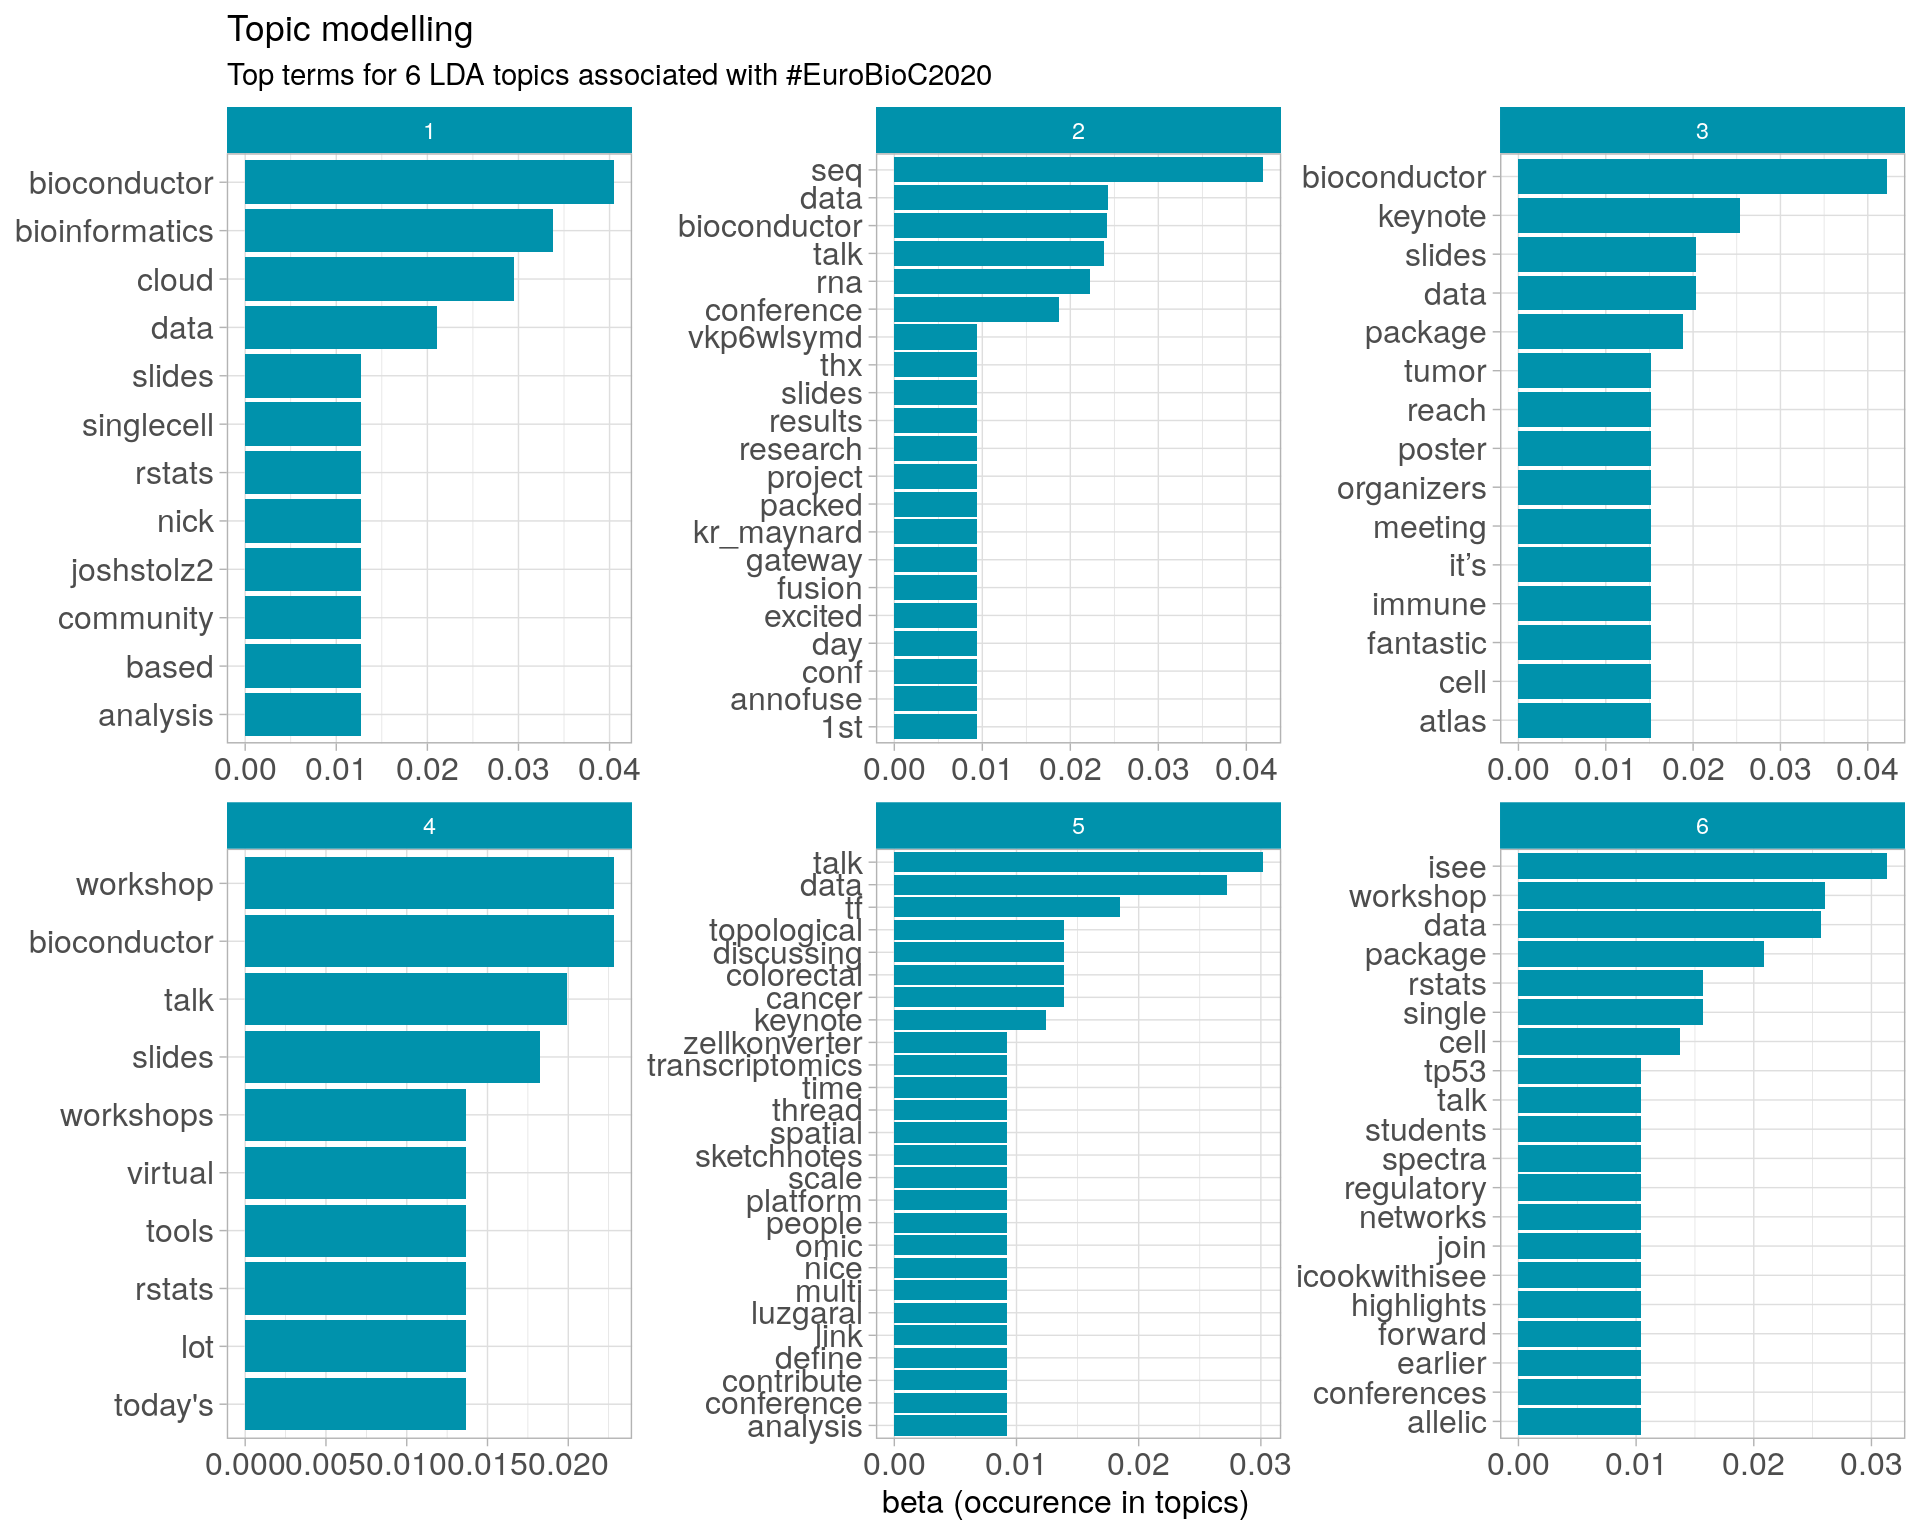 Topic modelling
Top terms for 6 LDA topics associated with #EuroBioC2020
1
bioconductor
bioinformatics
cloud
data
slides
singlecell
rstats
nick
joshstolz2
community
based
analysis
0.00 0.01 0.02 0.03 0.04
2
seq
data
bioconductor
talk
rna
conference
vkp6wlsymd
thx
slides
results
research
project
packed
kr_maynard
gateway
fusion
excited
day
conf
annofuse
1st
0.00 0.01 0.02 0.03 0.04
3
bioconductor
keynote
slides
data
package
tumor
reach
poster
organizers
meeting
it’s
immune
fantastic
cell
atlas
0.00 0.01 0.02 0.03 0.04
4
workshop
bioconductor
talk
slides
workshops
virtual
tools
rstats
lot
today's
0.000 0.005 0.010 0.015 0.020
5
talk
data
tf
topological
discussing
colorectal
cancer
keynote
zellkonverter
transcriptomics
time
thread
spatial
sketchnotes
scale
platform
people
omic
nice
multi
luzgaral
link
define
contribute
conference
analysis
0.00 0.01 0.02 0.03
6
isee
workshop
data
package
rstats
single
cell
tp53
talk
students
spectra
regulatory
networks
join
icookwithisee
highlights
forward
earlier
conferences
allelic
0.00 0.01 0.02 0.03
beta (occurence in topics)